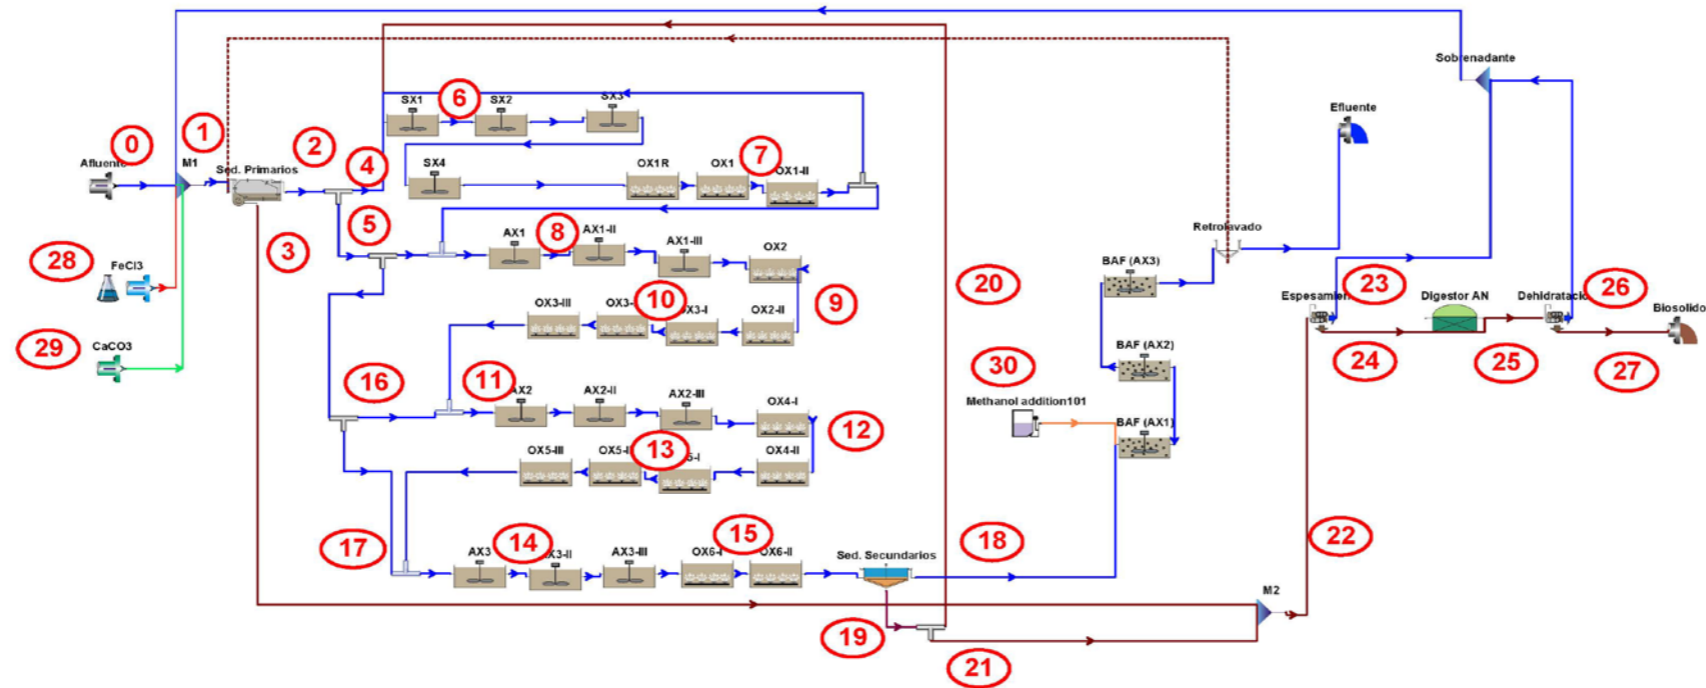 Sobrenadante
SX1
6
SX2
SX3
Efluente
0
1
2
4
7
Afluente
M1
Sed. Primarios
SX4
OX1R
OX1
OX1-II
5
3
AX1
8
AX1-II
AX1-III
OX2
Retrolavado
28
FeCl3
BAF (AX3)
20
23
26
9
10
OX3-III
OX3-I
OX2-II
Digestor AN
Biosolido
29
CaCO3
24
25
27
BAF (AX2)
30
16
11
AX2
AX2-II
AX2-III
OX4-I
Methanol addition101
BAF (AX1)
12
13
OX5-III
OX4-II
17
14
15
18
22
AX3
AX3-II
AX3-III
OX6-I
OX6-II
Sed. Secundarios
M2
19
21